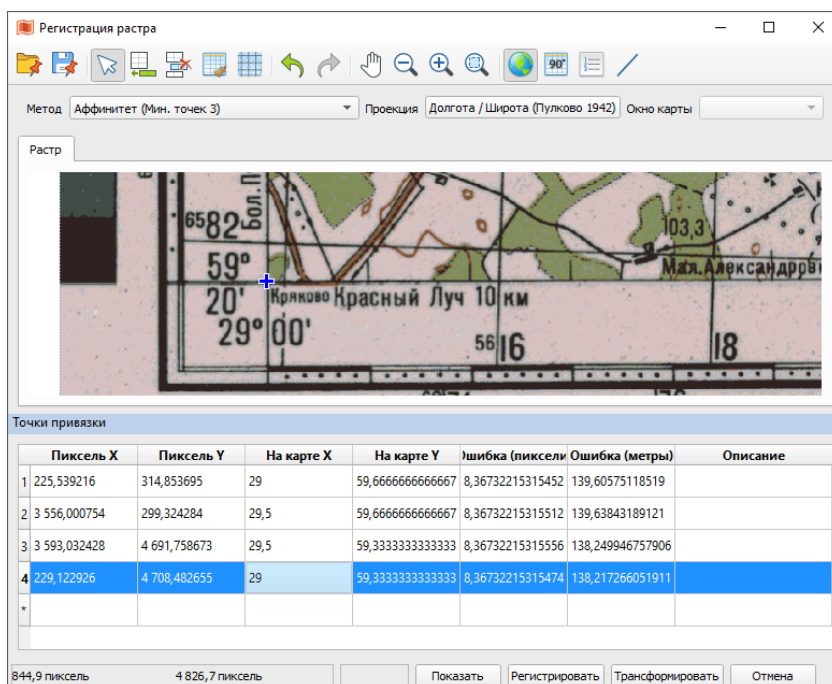 Регистрация растра
90°
Метод Аффинитет (Мин. точек 3) Проекция Долгота / Широта (Пулково 1942) Окно карты
Растр
Бол.П
6582
103,3
59°
Мал.Александров
20'
Кряково Красный Луч 10 км
29° 00'
5616
18
Точки привязки
Пиксель X Пиксель Y На карте X На карте Y Ошибка (пиксели Ошибка (метры) Описание
1 225,539216 314,853695 29 59,6666666666667 8,36732215315452 139,60575118519
2 3 556,000754 299,324284 29,5 59,6666666666667 8,36732215315512 139,63843189121
3 3 593,032428 4 691,758673 29,5 59,3333333333333 8,36732215315556 138,249946757906
4 229,122926 4 708,482655 29 59,3333333333333 8,36732215315474 138,217266051911
*
844,9 пиксель 4 826,7 пиксель Показать Регистрировать Трансформировать Отмена